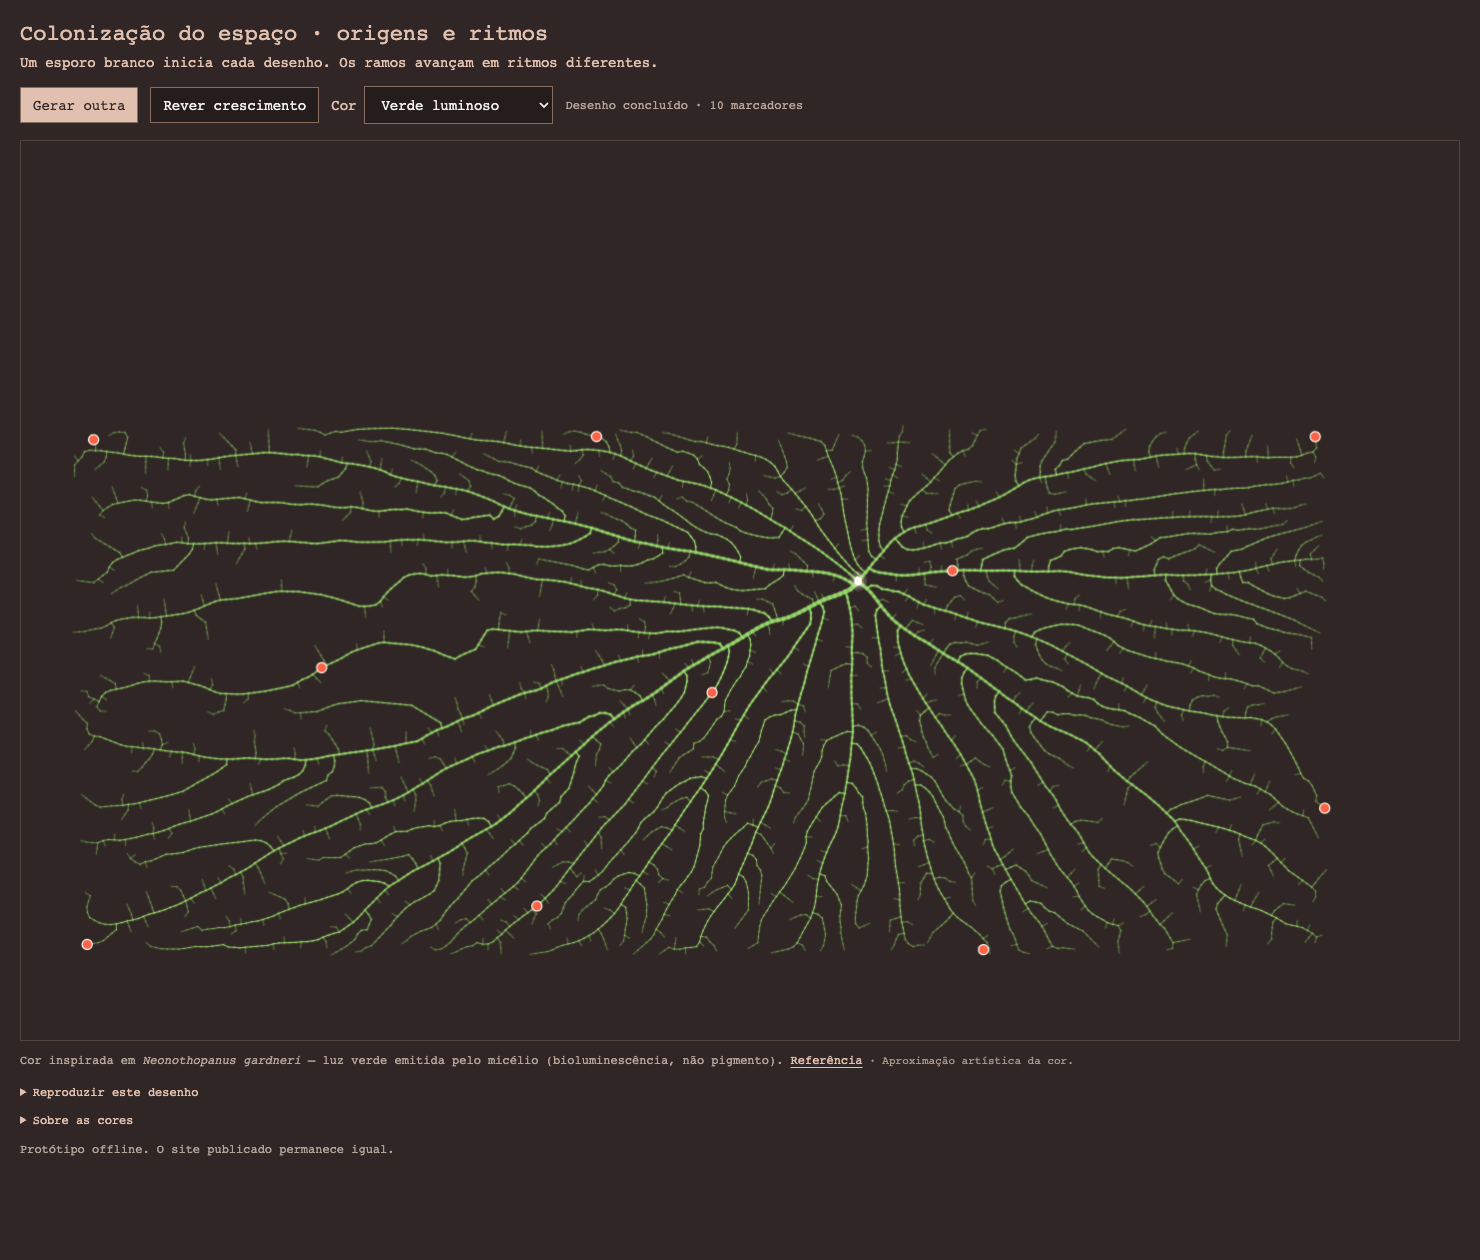 Colonização do espaço · origens e ritmos
Um esporo branco inicia cada desenho. Os ramos avançam em ritmos diferentes.
Gerar outra Rever crescimento Cor Verde luminoso Desenho concluído · 10 marcadores
Cor inspirada em Neonothopanus gardneri — luz verde emitida pelo micélio (bioluminescência, não pigmento). Referência · Aproximação artística da cor.
Reproduzir este desenho
Sobre as cores
Protótipo offline. O site publicado permanece igual.